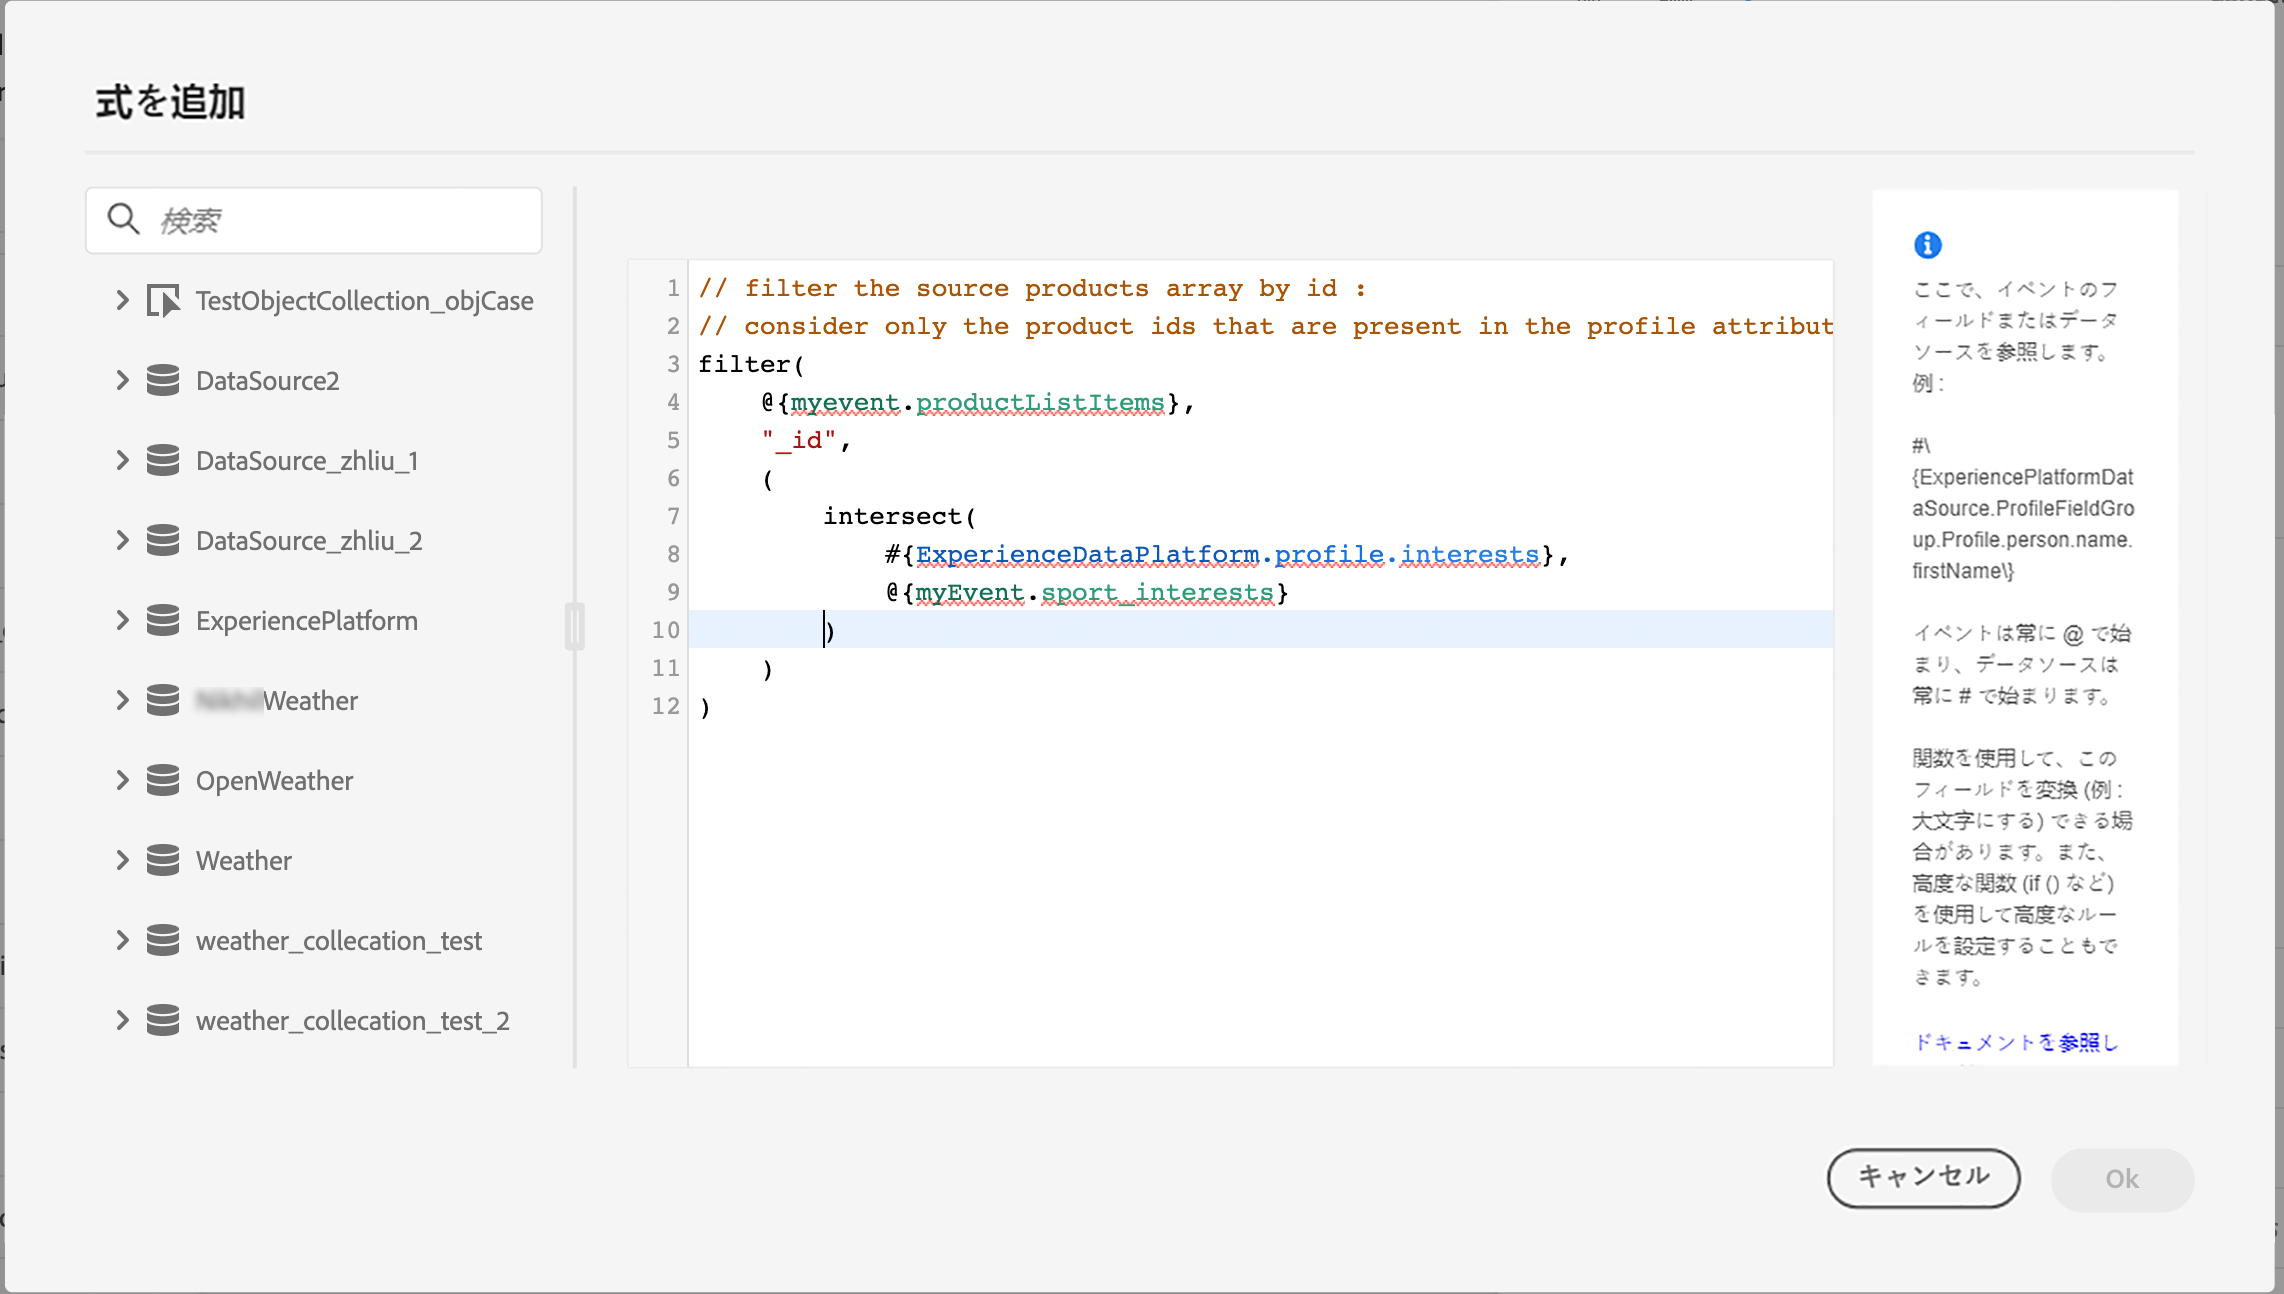 式を追加
検索
TestObjectCollection_objCase
DataSource2
DataSource_zhliu_1
DataSource_zhliu_2
ExperiencePlatform
Weather
OpenWeather
Weather
weather_collecation_test
weather_collecation_test_2
1 // filter the source products array by id :
2 // consider only the product ids that are present in the profile attribut
3 filter(
4 @{myevent.productListItems},
5 "_id",
6 (
7 intersect(
8 #{ExperienceDataPlatform.profile.interests},
9 @{myEvent.sport_interests}
10 )
11 )
12 )
ここで、イベントのフ
ィールドまたはデータ
ソースを参照します。
例 :
#\
{ExperiencePlatformDat
aSource.ProfileFieldGro
up.Profile.person.name.
firstName\}
イベントは常に @ で始
まり、データソースは
常に # で始まります。
関数を使用して、この
フィールドを変換 (例 :
大文字にする) できる場
合があります。また、
高度な関数 (if () など)
を使用して高度なルー
ルを設定することもで
きます。
ドキュメントを参照し
キャンセル
Ok